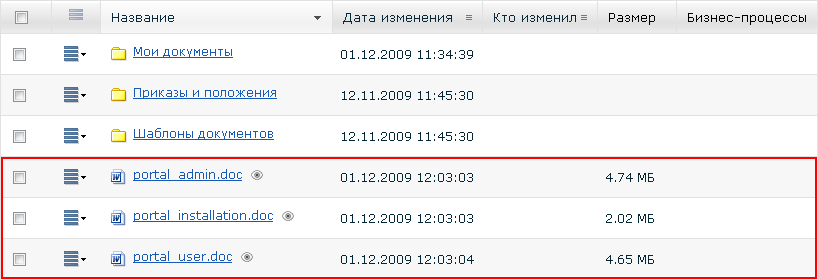 Название Дата изменения Кто изменил Размер Бизнес-процессы
Мои документы 01.12.2009 11:34:39
Приказы и положения 12.11.2009 11:45:30
Шаблоны документов 12.11.2009 11:45:30
portal_admin.doc 01.12.2009 12:03:03 4.74 МБ
portal_installation.doc 01.12.2009 12:03:03 2.02 МБ
portal_user.doc 01.12.2009 12:03:04 4.65 МБ